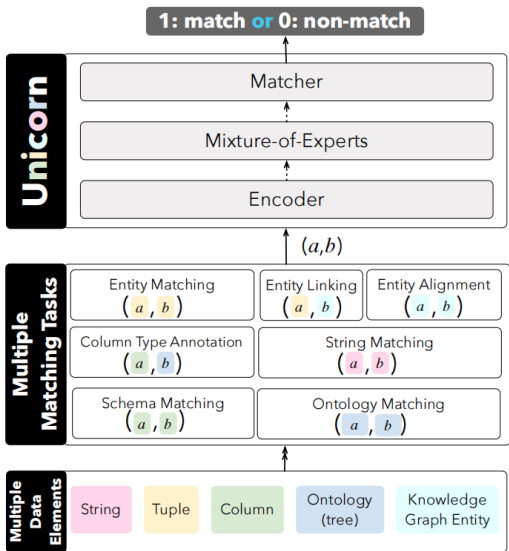 1: match or 0: non-match
Unicorn
Matcher
Mixture-of-Experts
Encoder
(a,b)
Multiple
Matching Tasks
Entity Matching
(a, b)
Entity Linking
(a, b)
Entity Alignment
(a, b)
Column Type Annotation
(a, b)
String Matching
(a, b)
Schema Matching
(a, b)
Ontology Matching
(a, b)
Multiple
Data
Elements
String
Tuple
Column
Ontology
(tree)
Knowledge
Graph Entity